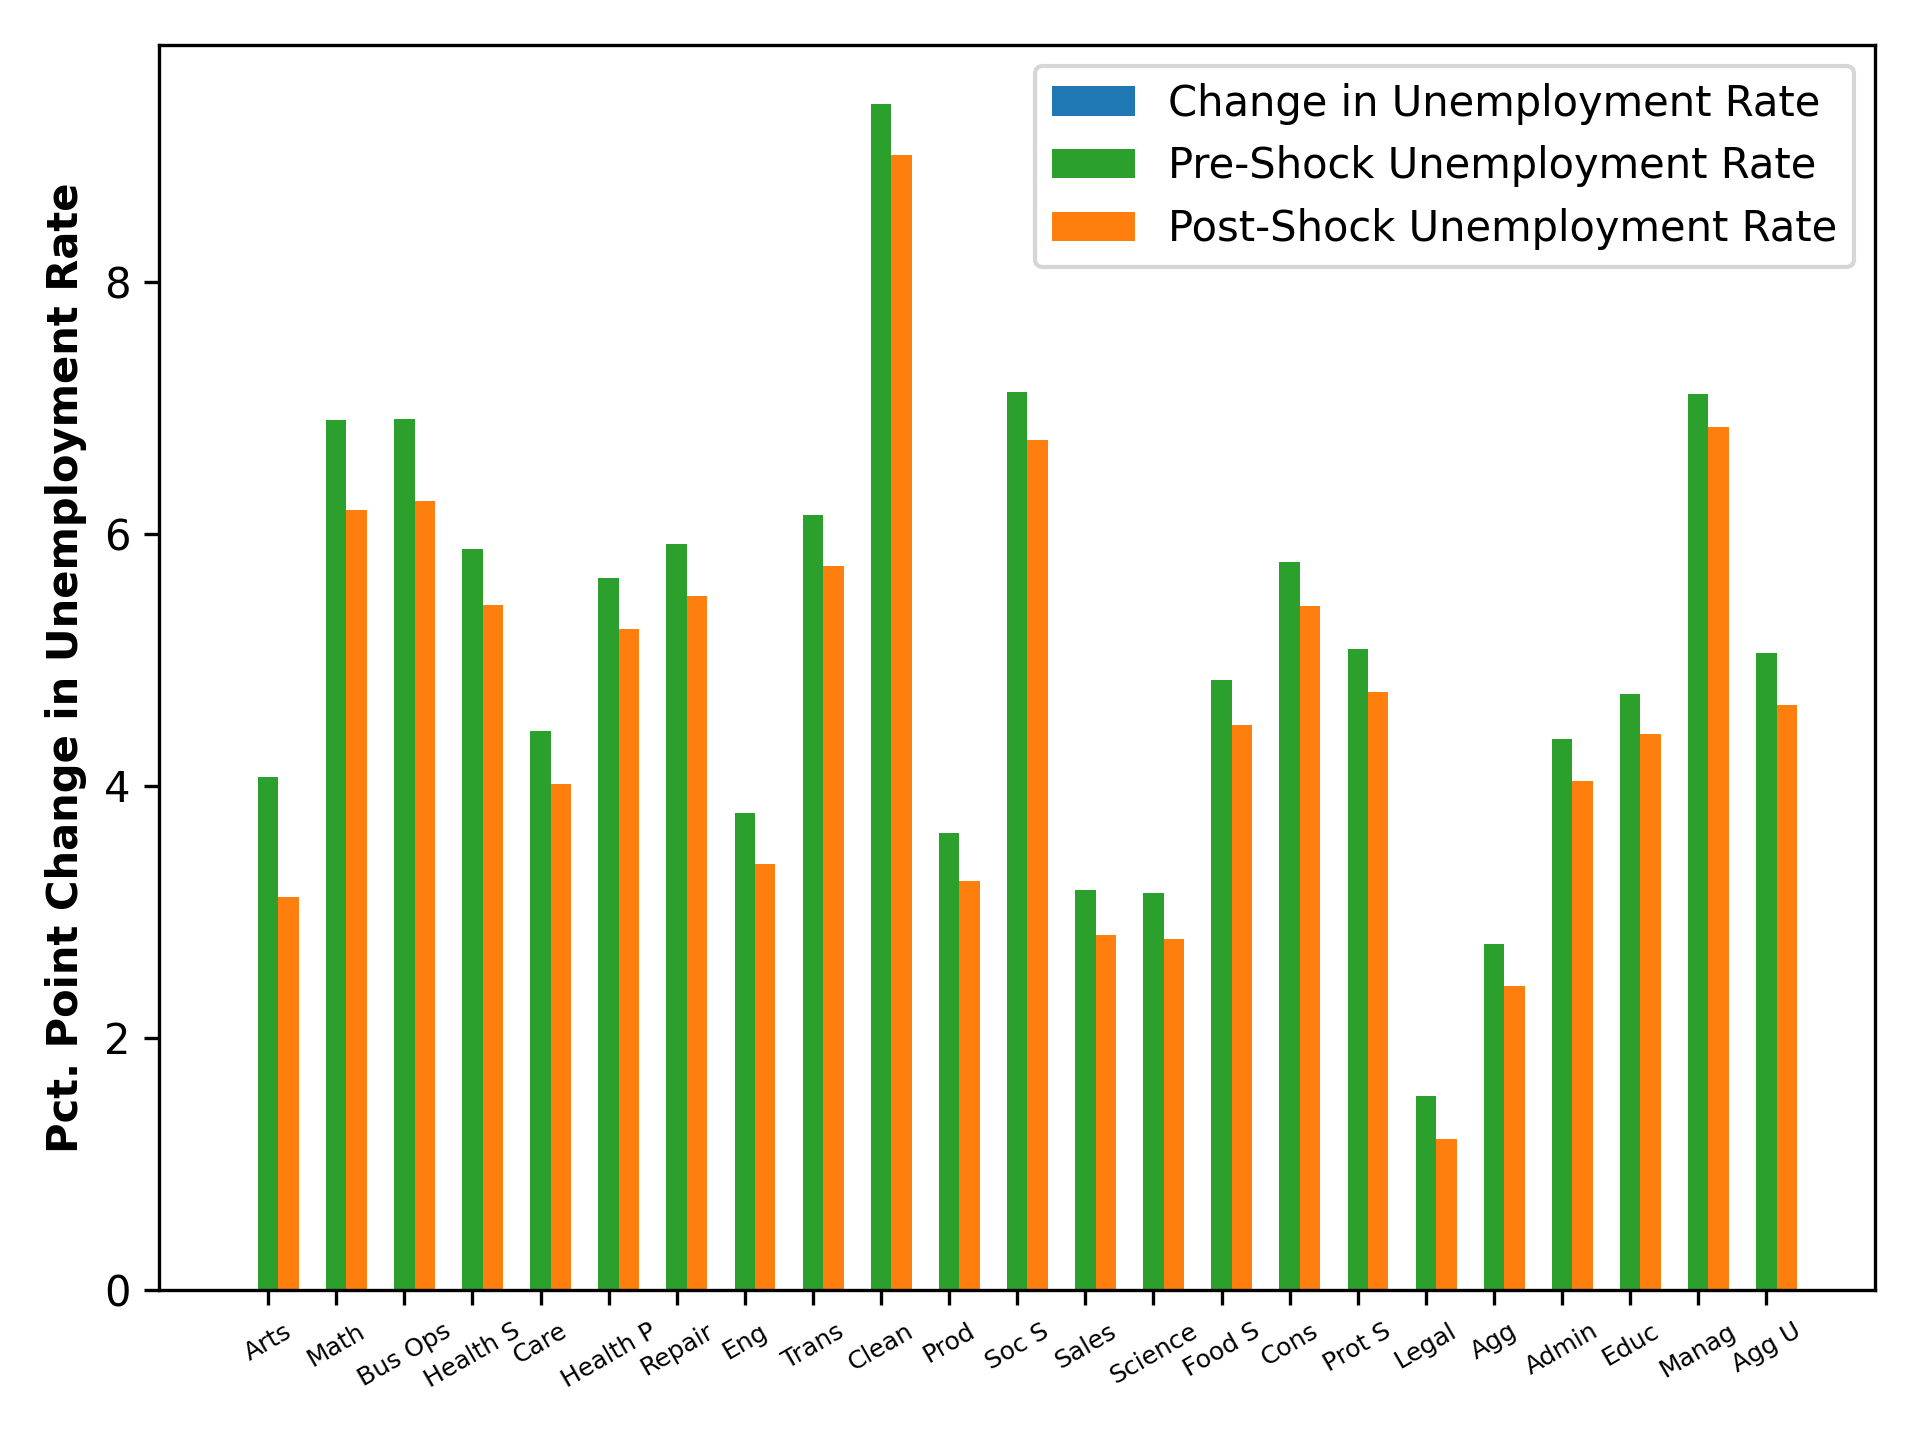 Change in Unemployment Rate
Pre-Shock Unemployment Rate
Post-Shock Unemployment Rate
Pct. Point Change in Unemployment Rate
8
6
4
2
0
Arts
Math
Bus Ops
Health S
Care
Health P
Repair
Eng
Trans
Clean
Prod
Soc S
Sales
Science
Food S
Cons
Prot S
Legal
Agg
Admin
Educ
Manag
Agg U